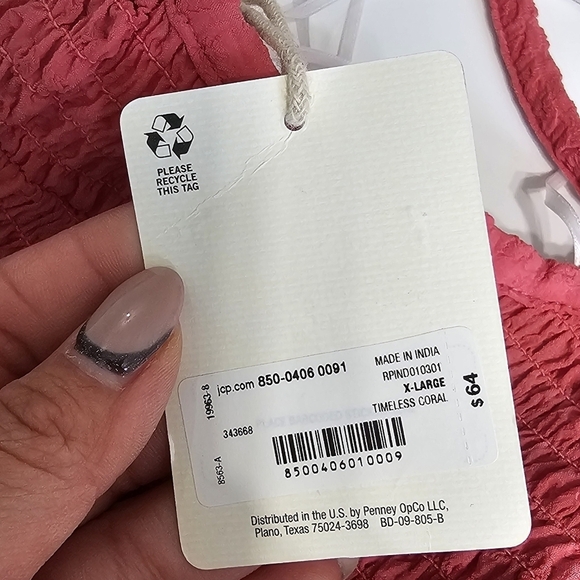 PLEASE
RECYCLE
THIS TAG
19963-8
jcp.com 850-0406 0091
MADE IN INDIA
RPIND010301
X-LARGE
TIMELESS CORAL
$64
343668
8563-A
8500406010009
Distributed in the U.S. by Penney OpCo LLC,
Plano, Texas 75024-3698 BD-09-805-B